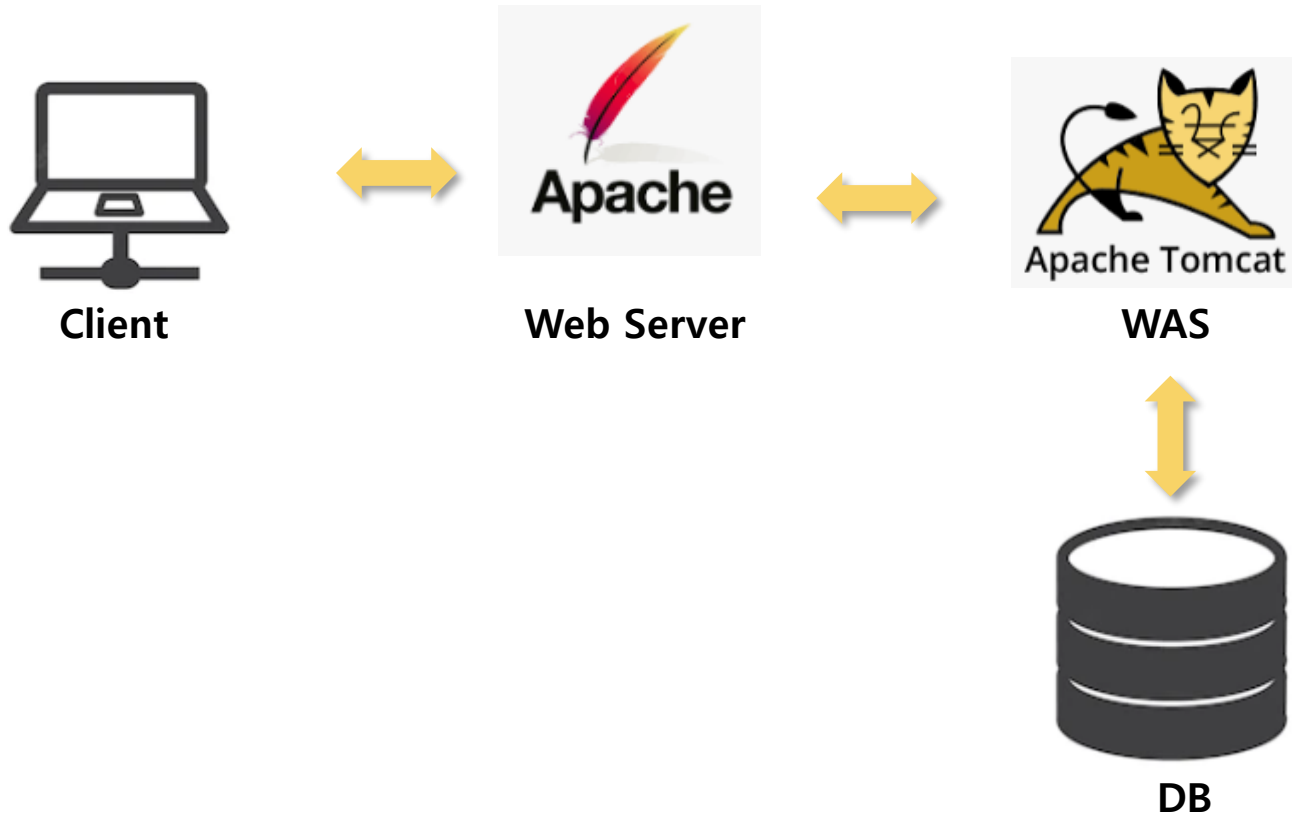 Apache
Apache Tomcat
Client
Web Server
WAS
DB